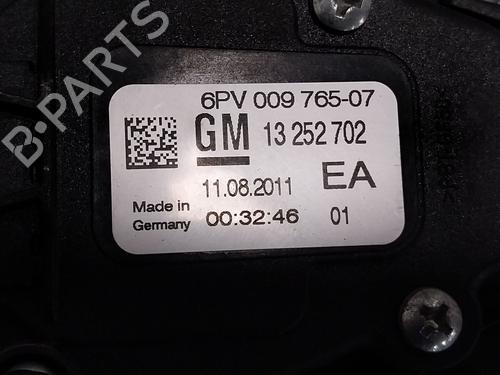 B-PARTS
6PV 009 765-07
GM 13 252 702
11.08.2011 EA
Made in Germany 00:32:46 01